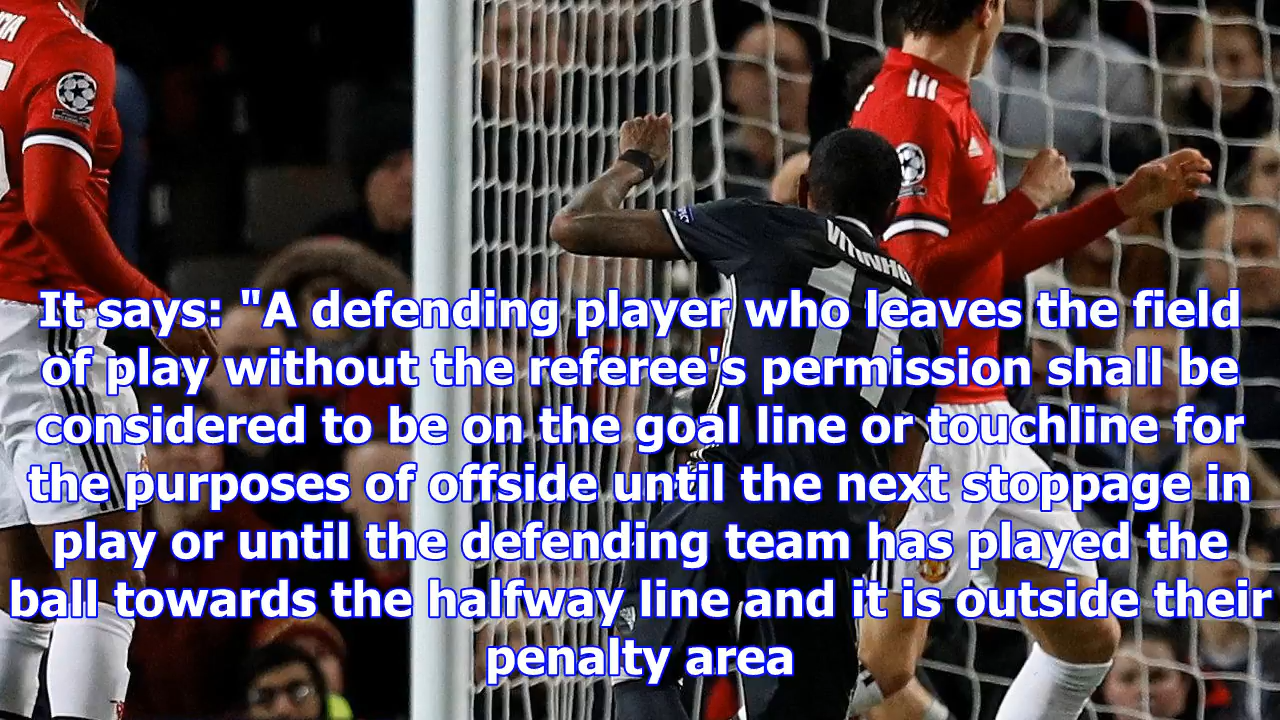 VITINHO
11
It says: "A defending player who leaves the field
of play without the referee's permission shall be
considered to be on the goal line or touchline for
the purposes of offside until the next stoppage in
play or until the defending team has played the
ball towards the halfway line and it is outside their
penalty area